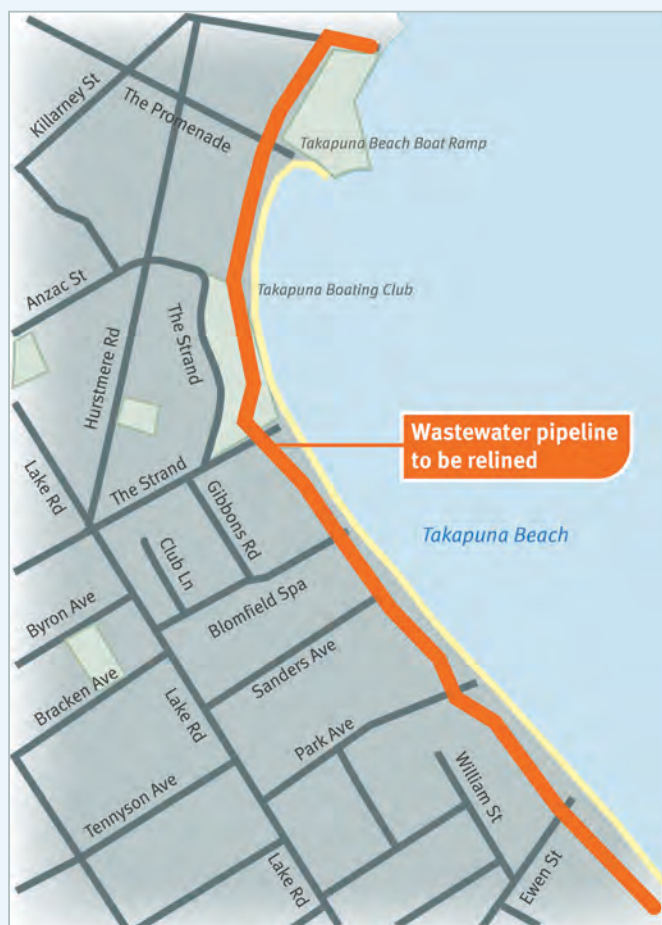 Killarney St
The Promenade
Takapuna Beach Boat Ramp
Anzac St
Takapuna Boating Club
The Strand
Hurstmere Rd
Wastewater pipeline
to be relined
Lake Rd
The Strand
Gibbons Rd
Takapuna Beach
Club Ln
Byron Ave
Blomfield Spa
Sanders Ave
Bracken Ave
Lake Rd
Park Ave
William St
Tennyson Ave
Lake Rd
Ewen St